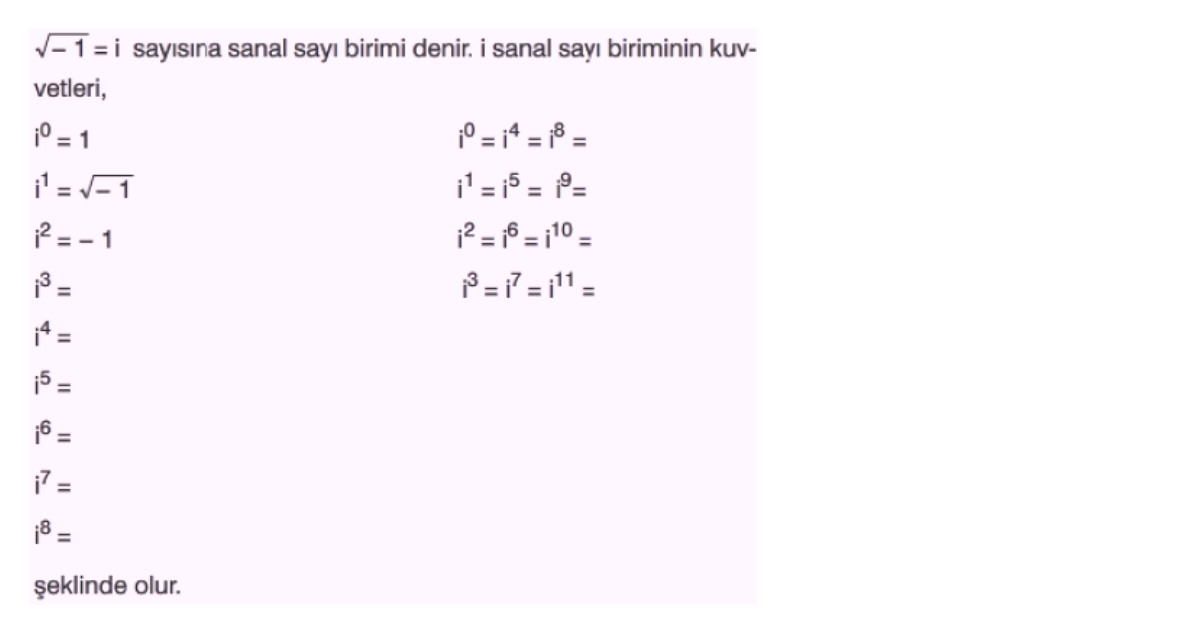 √– 1 = i sayısına sanal sayı birimi denir. i sanal sayı biriminin kuv-
vetleri,
i⁰ = 1
i¹ = √– 1
i² = – 1
i³ =
i⁴ =
i⁵ =
i⁶ =
i⁷ =
i⁸ =
i⁰ = i⁴ = i⁸ =
i¹ = i⁵ = i⁹=
i² = i⁶ = i¹⁰ =
i³ = i⁷ = i¹¹ =
şeklinde olur.